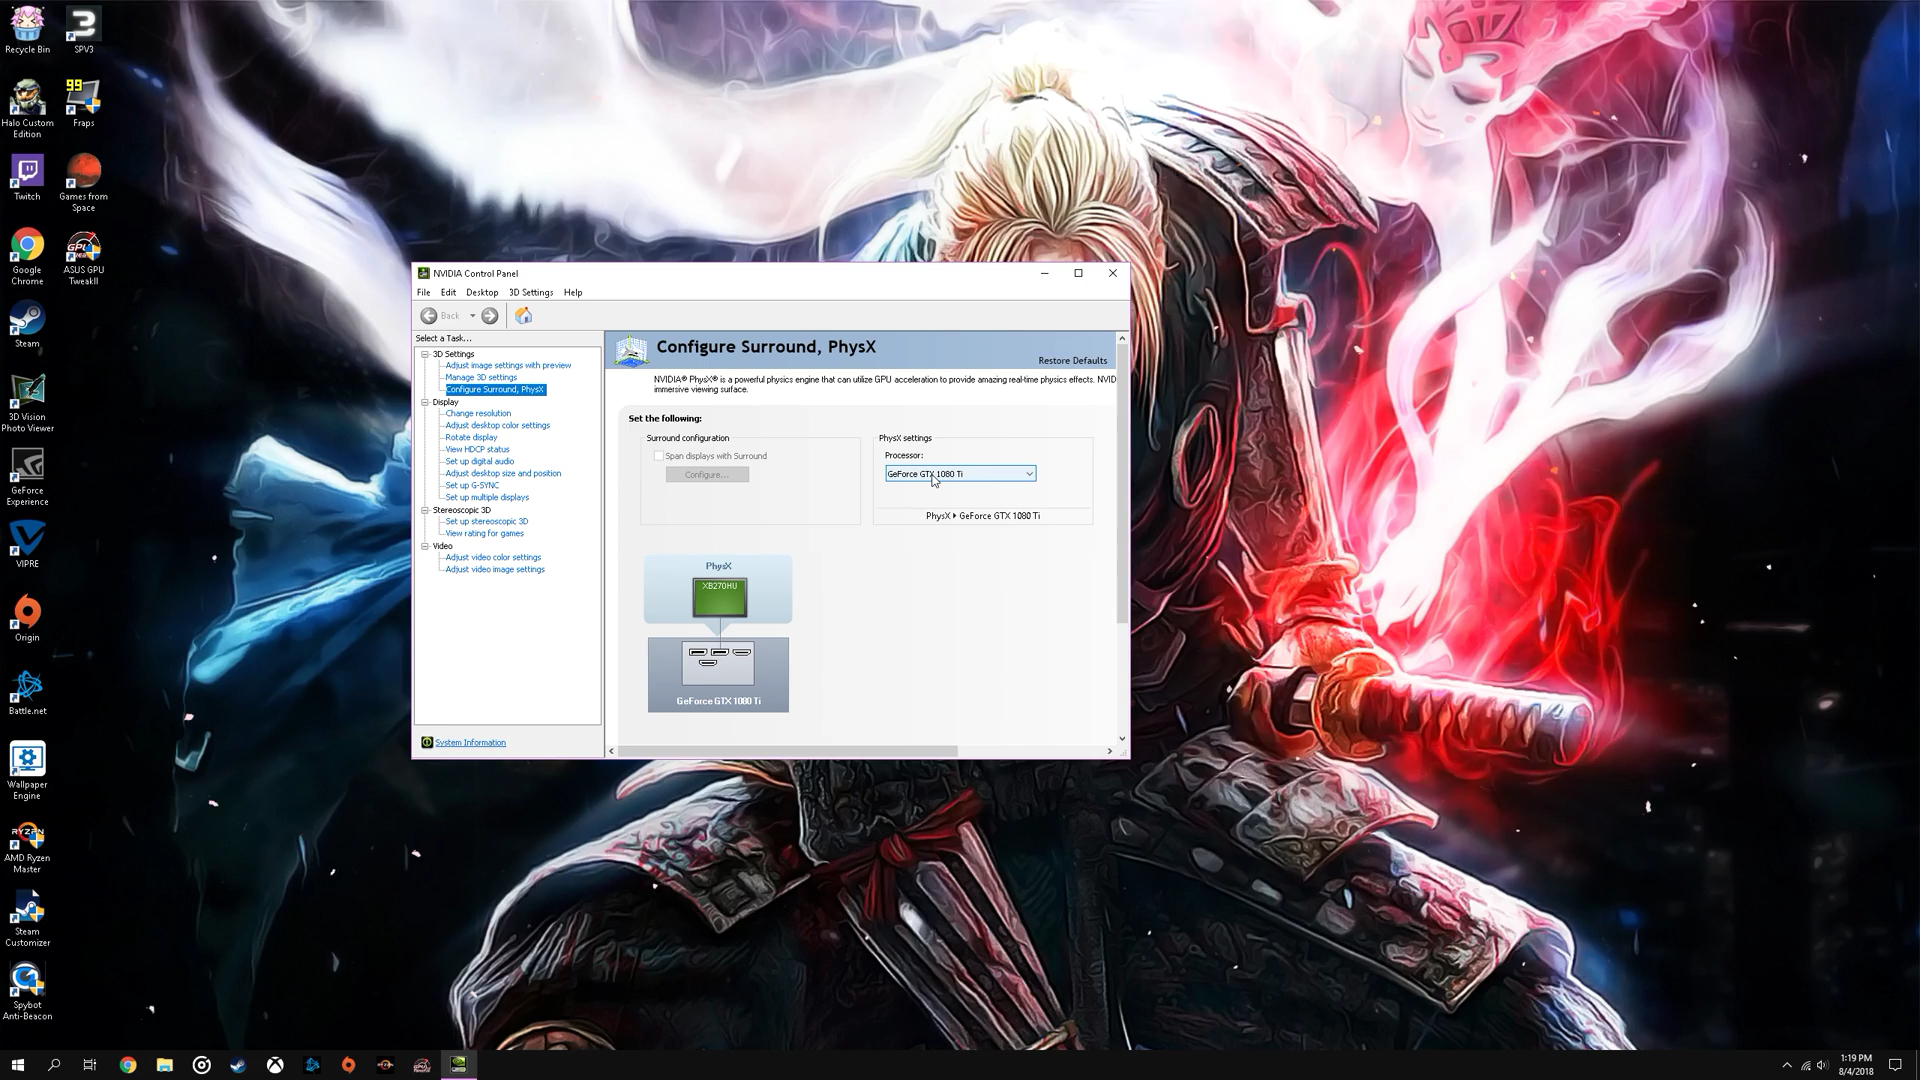 Recycle Bin
SPV3
Halo Custom
Edition
99
Fraps
Twitch
Games from
Space
Google
Chrome
GPU
ASUS GPU
TweakII
Steam
3D Vision
Photo Viewer
GeForce
Experience
VIPRE
Origin
Battle.net
Wallpaper
Engine
RYZEN
AMD Ryzen
Master
Steam
Customizer
Spybot
Anti-Beacon
NVIDIA Control Panel
File Edit Desktop 3D Settings Help
Back
Select a Task...
3D Settings
Adjust image settings with preview
Manage 3D settings
Configure Surround, PhysX
Display
Change resolution
Adjust desktop color settings
Rotate display
View HDCP status
Set up digital audio
Adjust desktop size and position
Set up G-SYNC
Set up multiple displays
Stereoscopic 3D
Set up stereoscopic 3D
View rating for games
Video
Adjust video color settings
Adjust video image settings
System Information
Configure Surround, PhysX
Restore Defaults
NVIDIA® PhysX® is a powerful physics engine that can utilize GPU acceleration to provide amazing real-time physics effects. NVID
immersive viewing surface.
Set the following:
Surround configuration
Span displays with Surround
Configure...
PhysX settings
Processor:
GeForce GTX 1080 Ti
PhysX GeForce GTX 1080 Ti
PhysX
XB270HU
GeForce GTX 1080 Ti
1:19 PM
8/4/2018